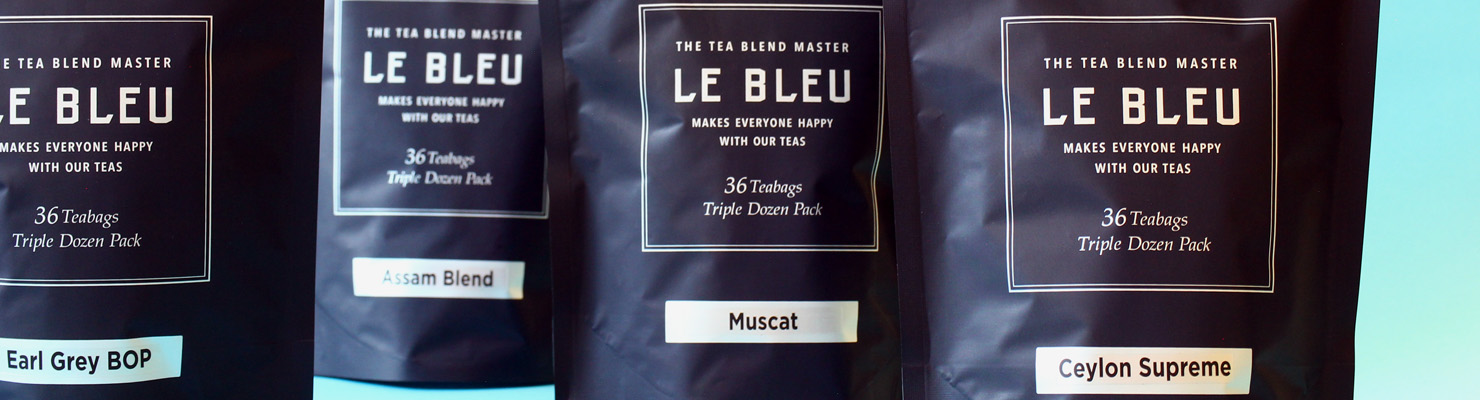 E TEA BLEND MASTER
LE BLEU
MAKES EVERYONE HAPPY
WITH OUR TEAS
36 Teabags
Triple Dozen Pack
Earl Grey BOP
THE TEA BLEND MASTER
LE BLEU
MAKES EVERYONE HAPPY
WITH OUR TEAS
36 Teabags
Triple Dozen Pack
Assam Blend
THE TEA BLEND MASTER
LE BLEU
MAKES EVERYONE HAPPY
WITH OUR TEAS
36 Teabags
Triple Dozen Pack
Muscat
THE TEA BLEND MASTER
LE BLEU
MAKES EVERYONE HAPPY
WITH OUR TEAS
36 Teabags
Triple Dozen Pack
Ceylon Supreme